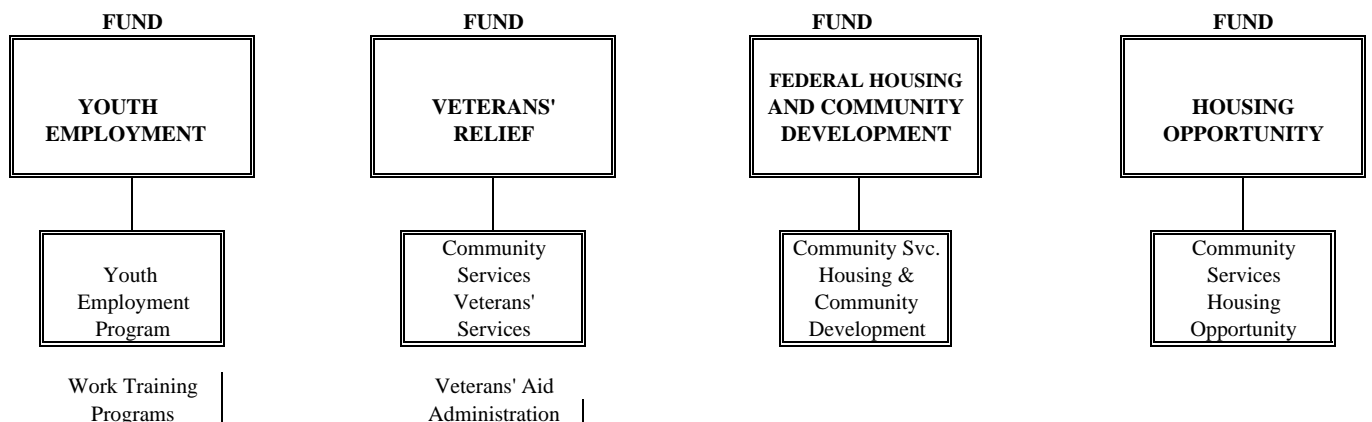 FUND
YOUTH
EMPLOYMENT
Youth
Employment
Program
Work Training
Programs
FUND
VETERANS'
RELIEF
Community
Services
Veterans'
Services
Veterans' Aid
Administration
FUND
FEDERAL HOUSING
AND COMMUNITY
DEVELOPMENT
Community Svc.
Housing &
Community
Development
FUND
HOUSING
OPPORTUNITY
Community
Services
Housing
Opportunity